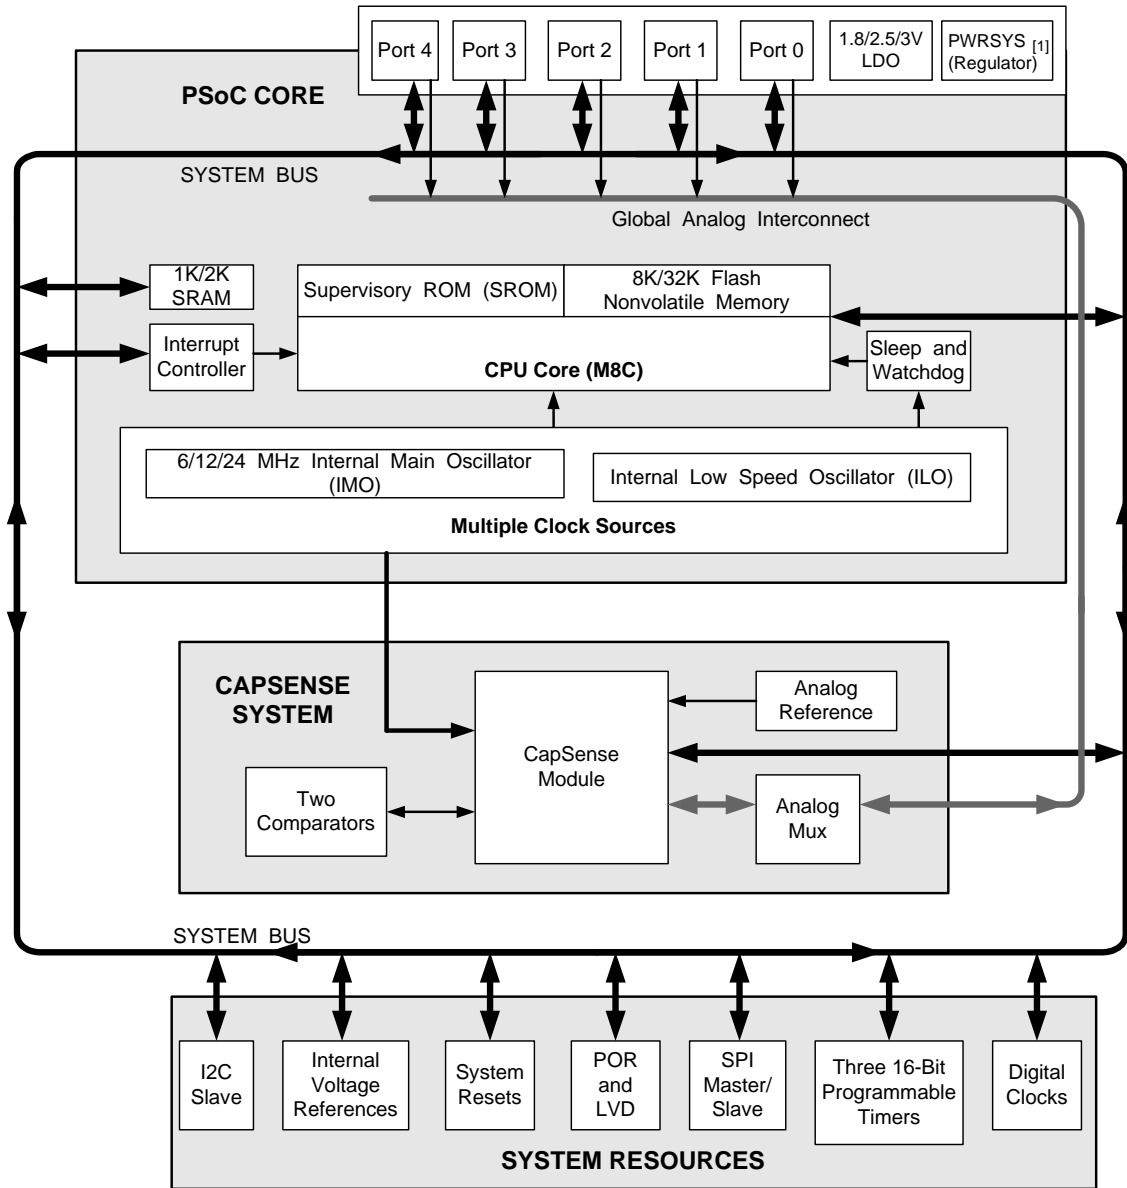 Port 4
Port 3
Port 2
Port 1
Port 0
1.8/2.5/3V
LDO
PWRSYS [1]
(Regulator)
PSoC CORE
SYSTEM BUS
Global Analog Interconnect
1K/2K
SRAM
Supervisory ROM (SROM)
8K/32K Flash
Nonvolatile Memory
Interrupt
Controller
CPU Core (M8C)
Sleep and
Watchdog
6/12/24 MHz Internal Main Oscillator
(IMO)
Internal Low Speed Oscillator (ILO)
Multiple Clock Sources
CAPSENSE
SYSTEM
CapSense
Module
Analog
Reference
Two
Comparators
Analog
Mux
SYSTEM BUS
I2C
Slave
Internal
Voltage
References
System
Resets
POR
and
LVD
SPI
Master/
Slave
Three 16-Bit
Programmable
Timers
Digital
Clocks
SYSTEM RESOURCES